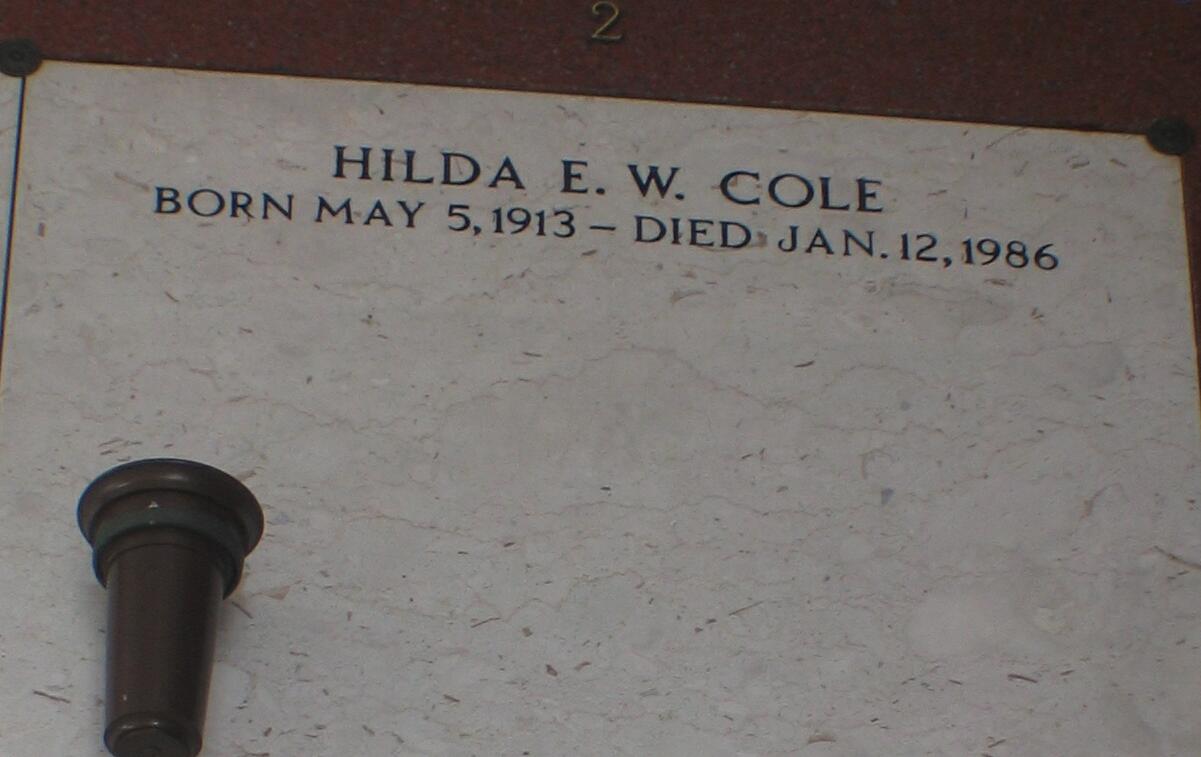 2
HILDA E. W. COLE
BORN MAY 5, 1913 – DIED JAN. 12, 1986